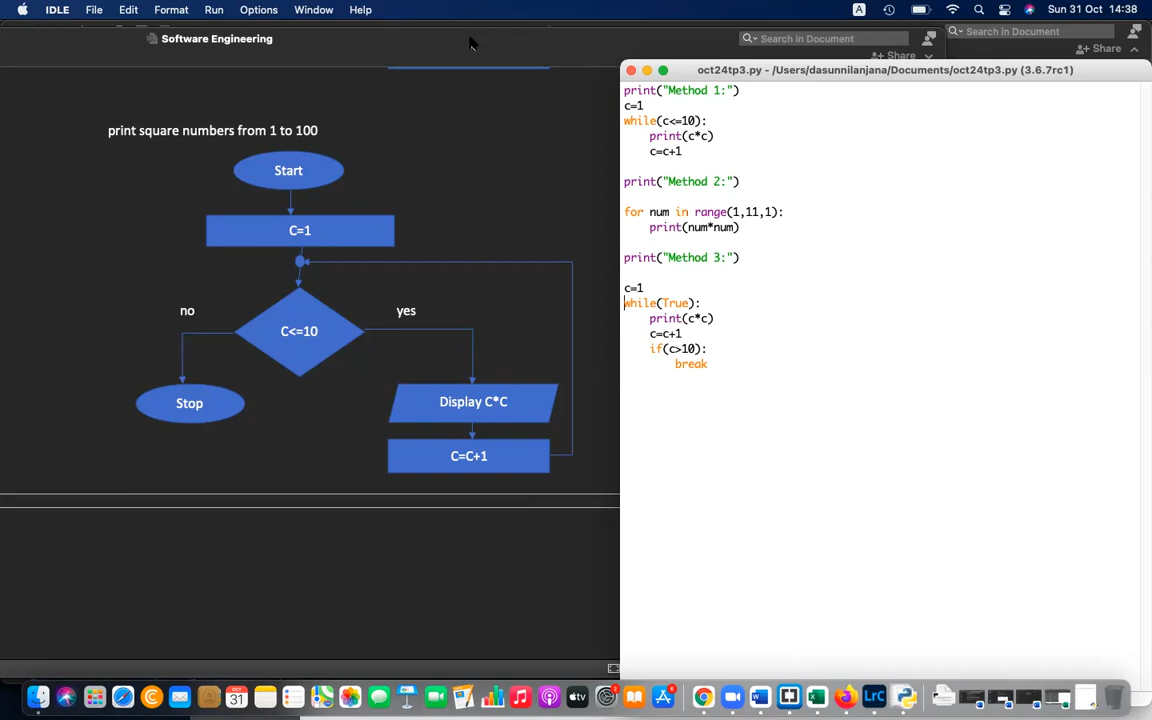 IDLE File Edit Format Run Options Window Help
A
Sun 31 Oct 14:38
Software Engineering
Search in Document
Search in Document
Share
Share
oct24tp3.py - /Users/dasunnilanjana/Documents/oct24tp3.py (3.6.7rc1)
print square numbers from 1 to 100
Start
C=1
no
yes
C<=10
Stop
Display C*C
C=C+1
print("Method 1:")
c=1
while(c<=10):
    print(c*c)
    c=c+1
print("Method 2:")
for num in range(1,11,1):
    print(num*num)
print("Method 3:")
c=1
while(True):
    print(c*c)
    c=c+1
    if(c>10):
        break
OCT
31
tv
LrC